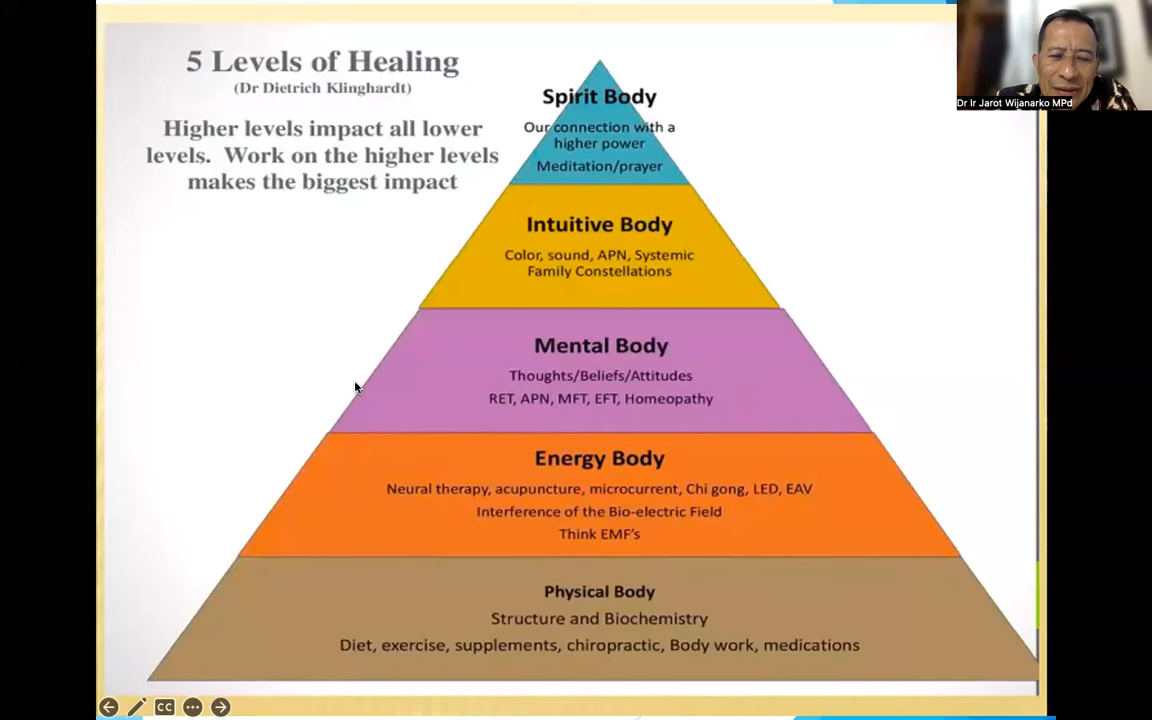 5 Levels of Healing
(Dr Dietrich Klinghardt)
Higher levels impact all lower
levels. Work on the higher levels
makes the biggest impact
Spirit Body
Our connection with a
higher power
Meditation/prayer
Intuitive Body
Color, sound, APN, Systemic
Family Constellations
Mental Body
Thoughts/Beliefs/Attitudes
RET, APN, MFT, EFT, Homeopathy
Energy Body
Neural therapy, acupuncture, microcurrent, Chi gong, LED, EAV
Interference of the Bio-electric Field
Think EMF's
Physical Body
Structure and Biochemistry
Diet, exercise, supplements, chiropractic, Body work, medications
Dr Ir Jarot Wijanarko MPd
CC